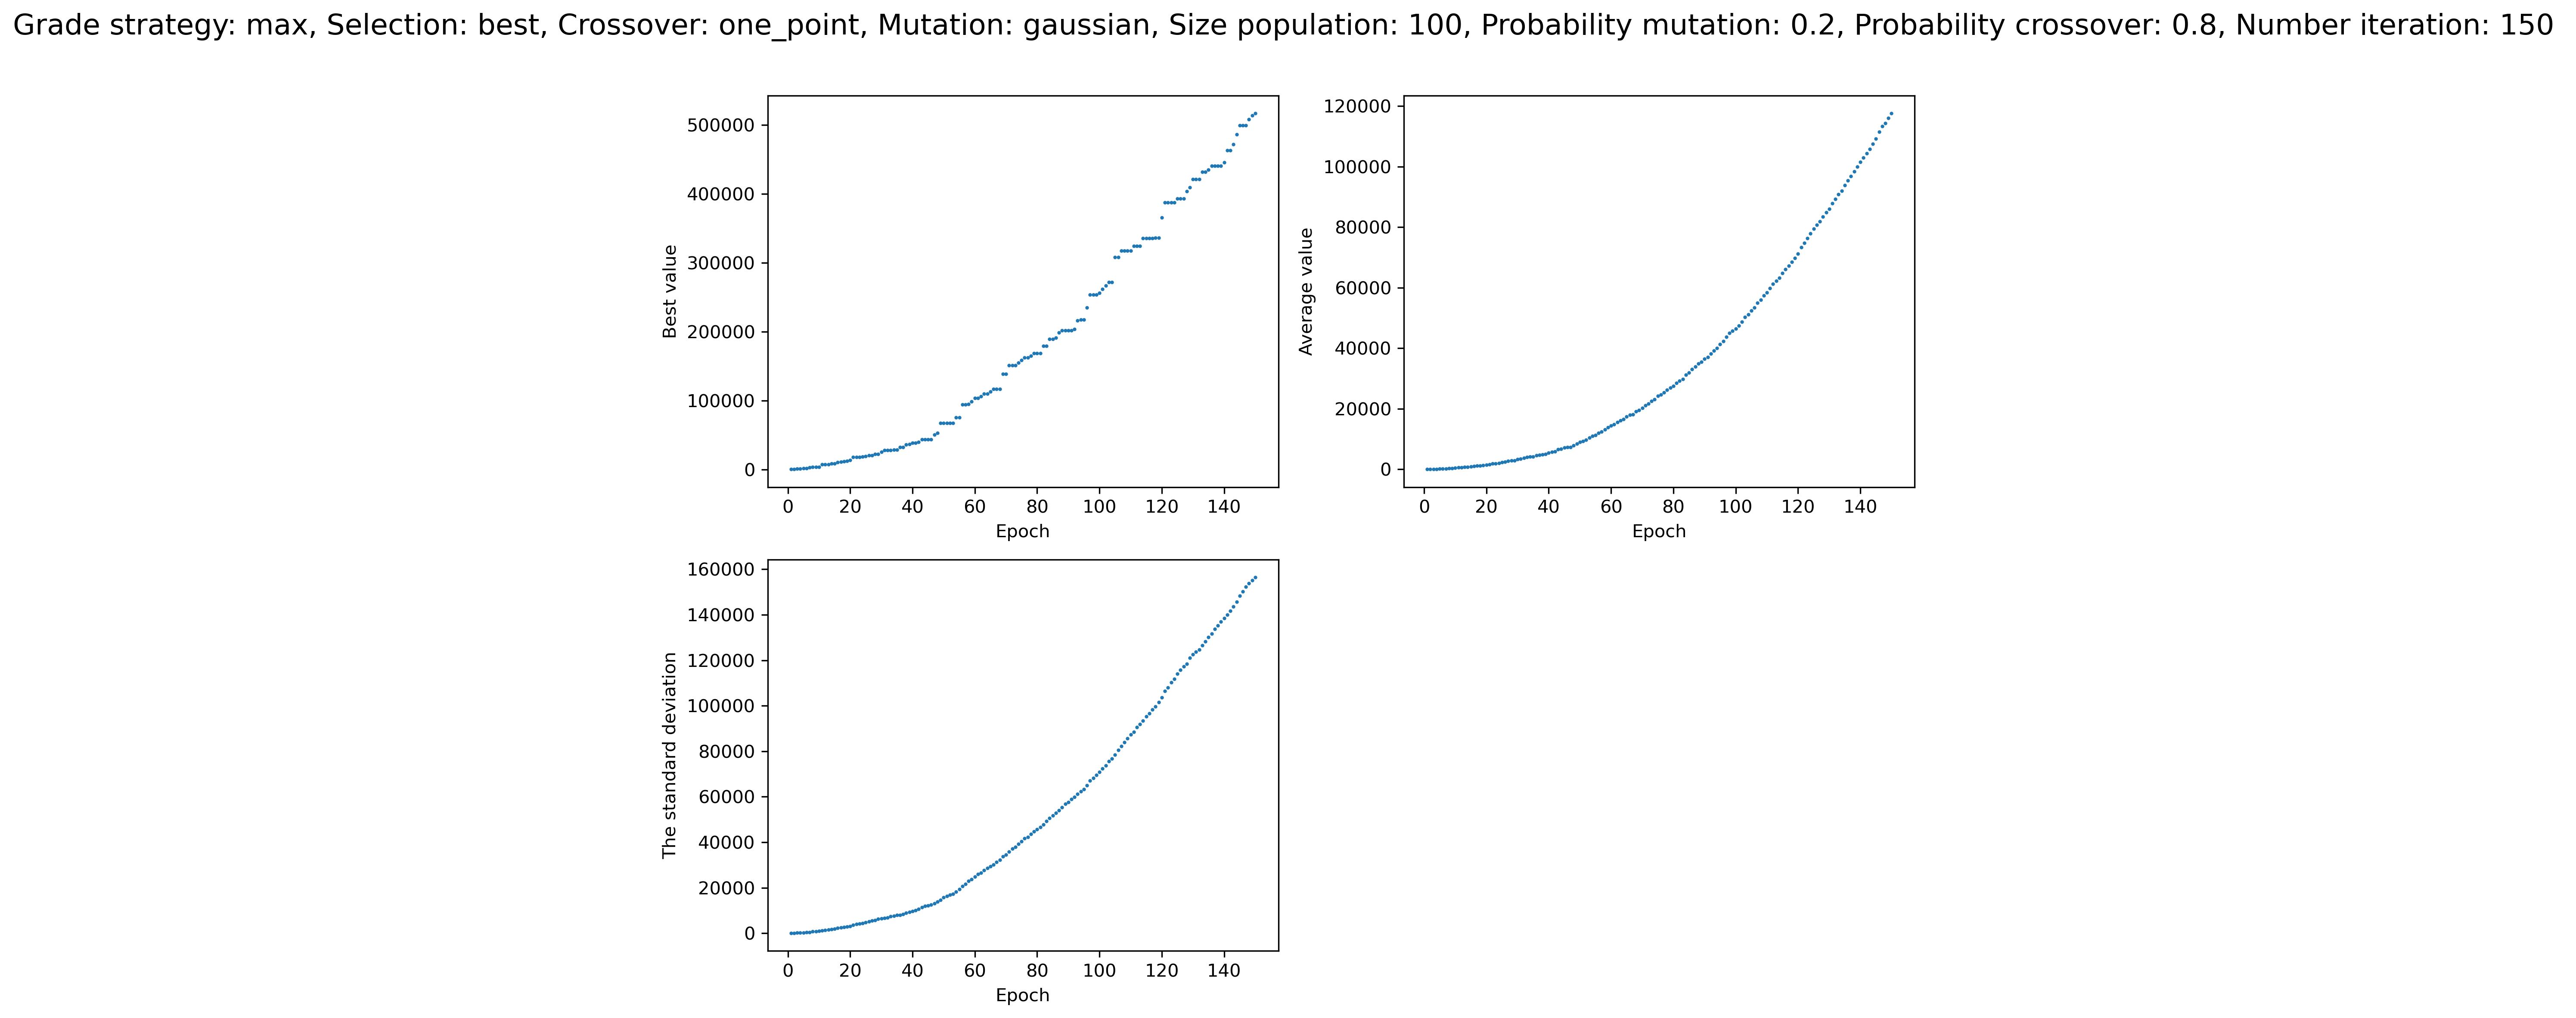 Grade strategy: max, Selection: best, Crossover: one_point, Mutation: gaussian, Size population: 100, Probability mutation: 0.2, Probability crossover: 0.8, Number iteration: 150
500000
400000
300000
200000
100000
0
Best value
0 20 40 60 80 100 120 140
Epoch
120000
100000
80000
60000
40000
20000
0
Average value
0 20 40 60 80 100 120 140
Epoch
160000
140000
120000
100000
80000
60000
40000
20000
0
The standard deviation
0 20 40 60 80 100 120 140
Epoch